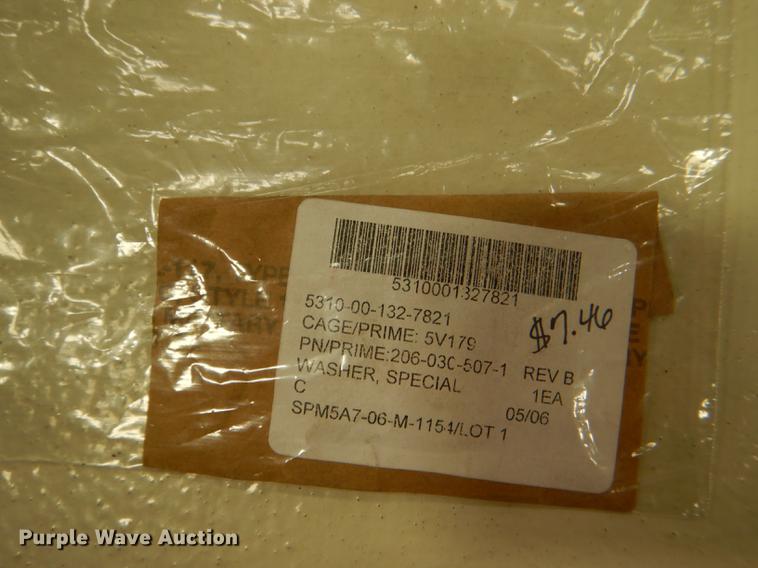 5310001327821
5310-00-132-7821
CAGE/PRIME: 5V179
$7.46
PN/PRIME:206-030-507-1 REV B
WASHER, SPECIAL 1EA
C 05/06
SPM5A7-06-M-1154/LOT 1
Purple Wave Auction